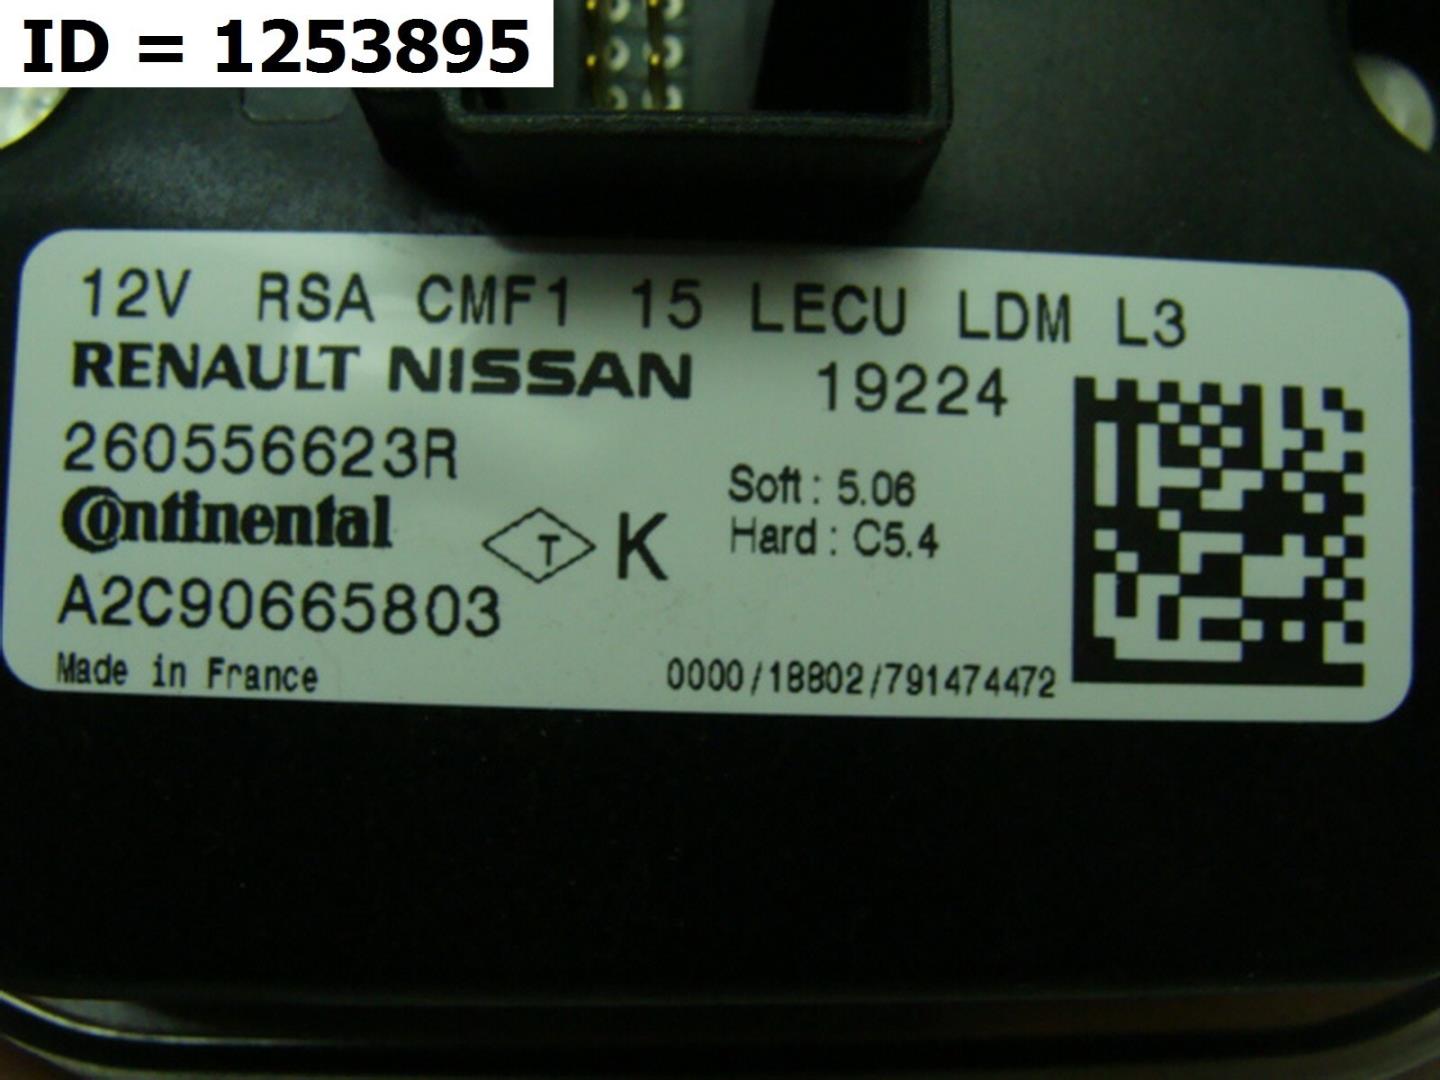 ID = 1253895
12V RSA CMF1 15 LECU LDM L3
RENAULT NISSAN 19224
260556623R
Soft : 5.06
Continental T K Hard : C5.4
A2C90665803
Made in France 0000/18802/791474472